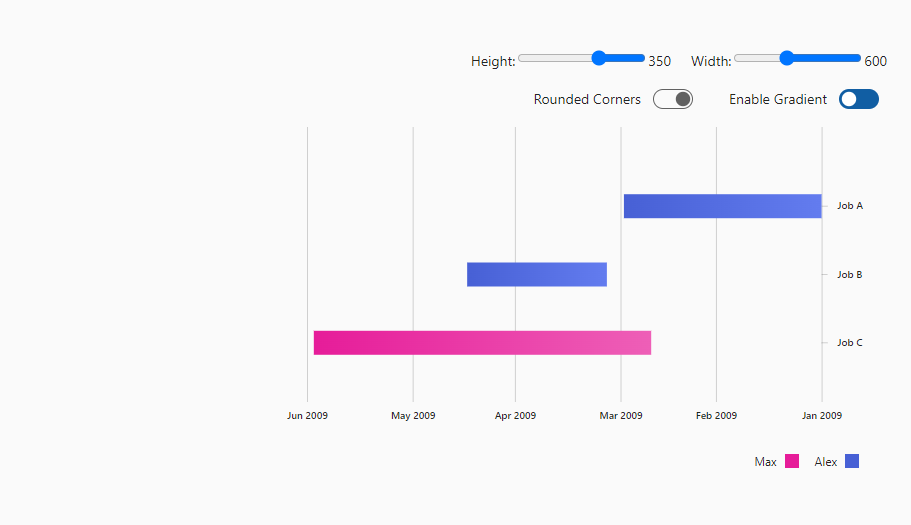 Height: 350 Width: 600
Rounded Corners Enable Gradient
Job A
Job B
Job C
Jun 2009 May 2009 Apr 2009 Mar 2009 Feb 2009 Jan 2009
Max Alex